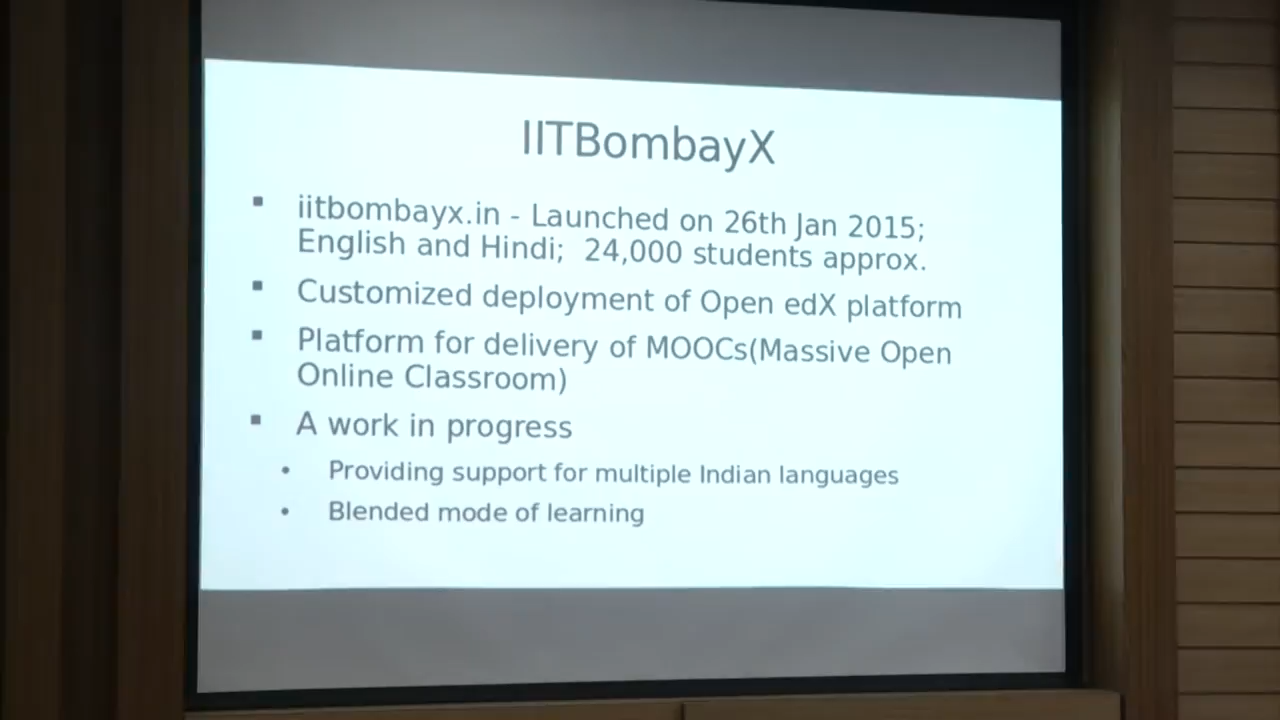 IITBombayX
▪ iitbombayx.in - Launched on 26th Jan 2015;
English and Hindi; 24,000 students approx.
▪ Customized deployment of Open edX platform
▪ Platform for delivery of MOOCs(Massive Open
Online Classroom)
▪ A work in progress
• Providing support for multiple Indian languages
• Blended mode of learning